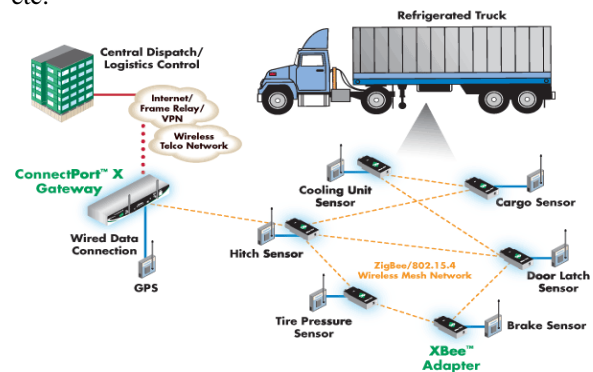 etc.
Refrigerated Truck
Central Dispatch/
Logistics Control
Internet/
Frame Relay/
VPN
Wireless
Telco Network
ConnectPort™ X
Gateway
Wired Data
Connection
GPS
Cooling Unit
Sensor
Cargo Sensor
Hitch Sensor
ZigBee/802.15.4
Wireless Mesh Network
Door Latch
Sensor
Tire Pressure
Sensor
Brake Sensor
XBee™
Adapter